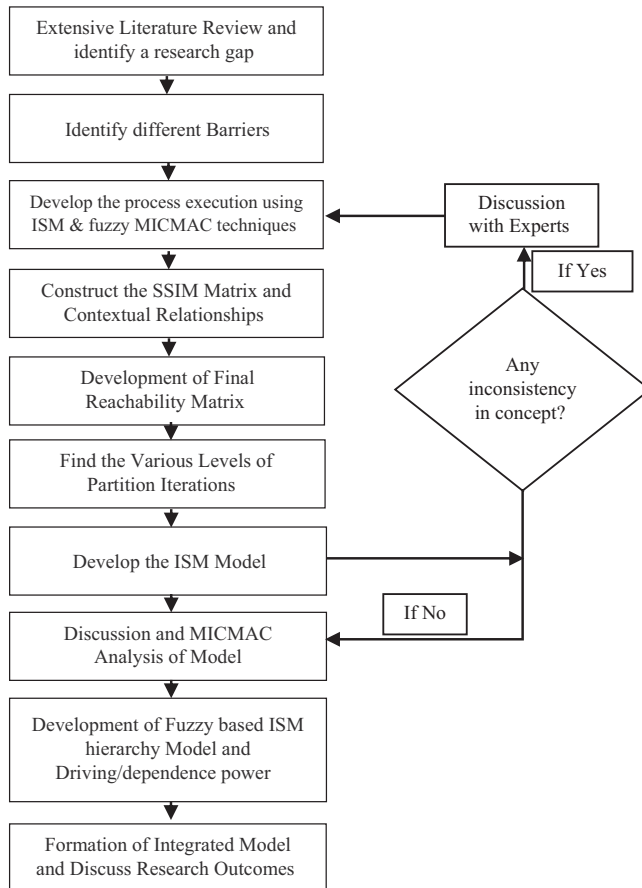 Extensive Literature Review and
identify a research gap
Identify different Barriers
Develop the process execution using
ISM & fuzzy MICMAC techniques
Discussion
with Experts
If Yes
Construct the SSIM Matrix and
Contextual Relationships
Any
inconsistency
in concept?
Development of Final
Reachability Matrix
Find the Various Levels of
Partition Iterations
Develop the ISM Model
If No
Discussion and MICMAC
Analysis of Model
Development of Fuzzy based ISM
hierarchy Model and
Driving/dependence power
Formation of Integrated Model
and Discuss Research Outcomes